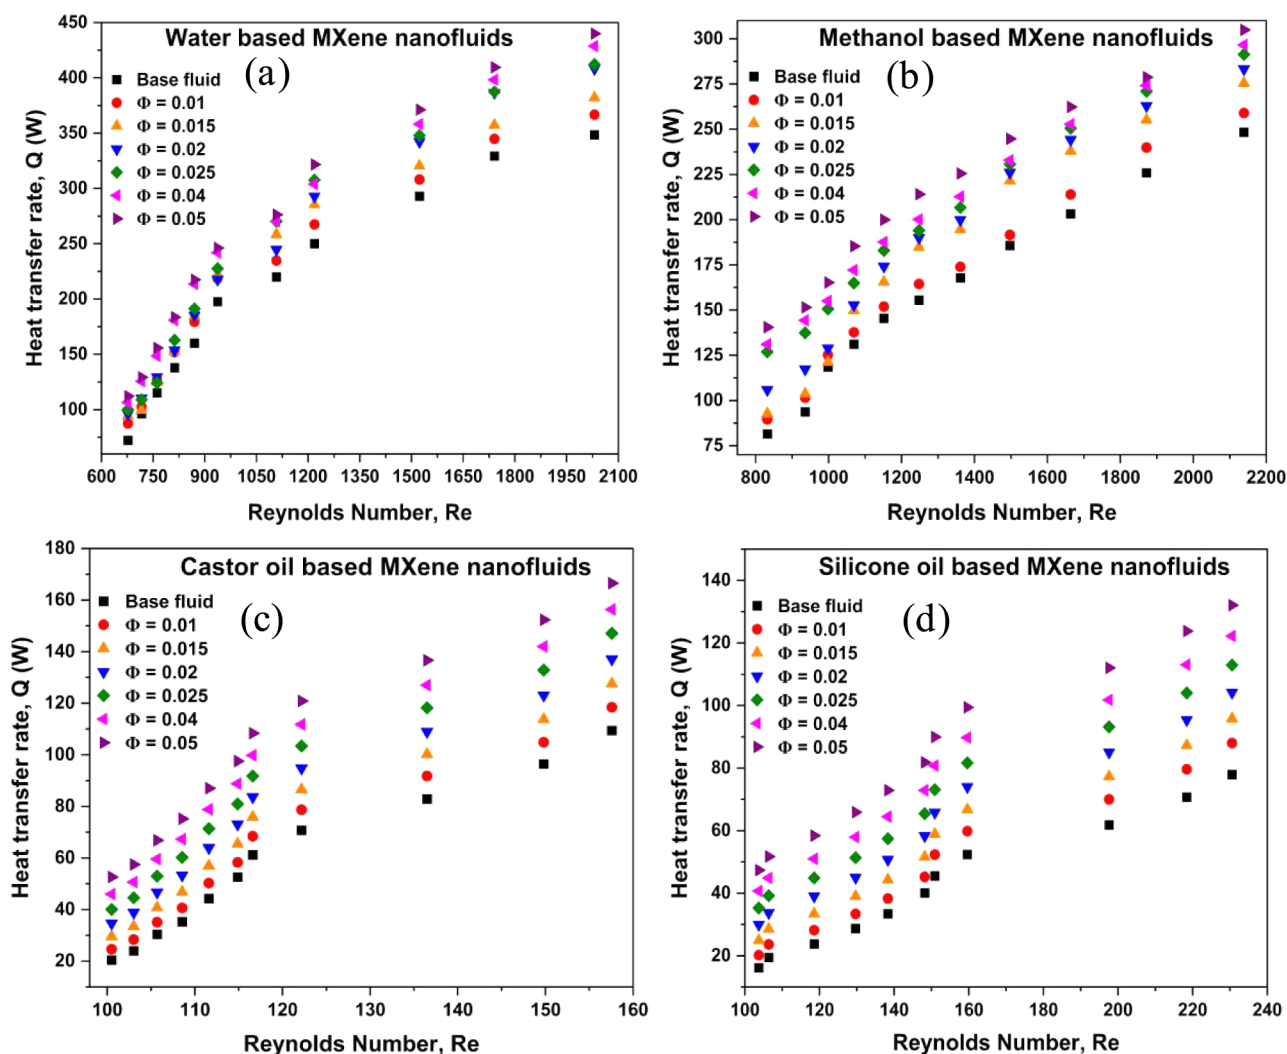 Water based MXene nanofluids
(a)
Base fluid
Φ = 0.01
Φ = 0.015
Φ = 0.02
Φ = 0.025
Φ = 0.04
Φ = 0.05
Heat transfer rate, Q (W)
450
400
350
300
250
200
150
100
600 750 900 1050 1200 1350 1500 1650 1800 1950 2100
Reynolds Number, Re
Methanol based MXene nanofluids
(b)
Base fluid
Φ = 0.01
Φ = 0.015
Φ = 0.02
Φ = 0.025
Φ = 0.04
Φ = 0.05
Heat transfer rate, Q (W)
300
275
250
225
200
175
150
125
100
75
800 1000 1200 1400 1600 1800 2000 2200
Reynolds Number, Re
Castor oil based MXene nanofluids
(c)
Base fluid
Φ = 0.01
Φ = 0.015
Φ = 0.02
Φ = 0.025
Φ = 0.04
Φ = 0.05
Heat transfer rate, Q (W)
180
160
140
120
100
80
60
40
20
100 110 120 130 140 150 160
Reynolds Number, Re
Silicone oil based MXene nanofluids
(d)
Base fluid
Φ = 0.01
Φ = 0.015
Φ = 0.02
Φ = 0.025
Φ = 0.04
Φ = 0.05
Heat transfer rate, Q (W)
140
120
100
80
60
40
20
100 120 140 160 180 200 220 240
Reynolds Number, Re